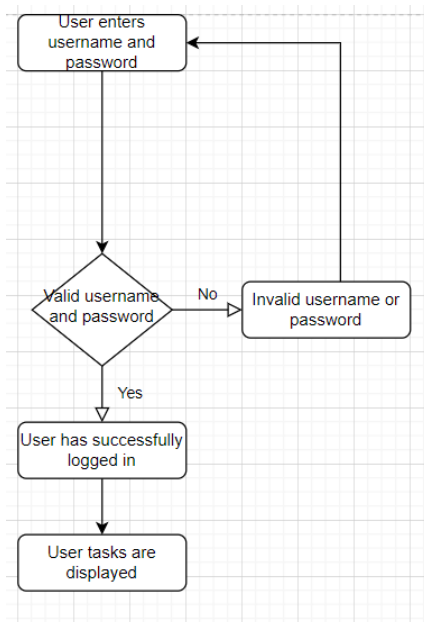 User enters
username and
password
Valid username
and password
No
Invalid username or
password
Yes
User has successfully
logged in
User tasks are
displayed